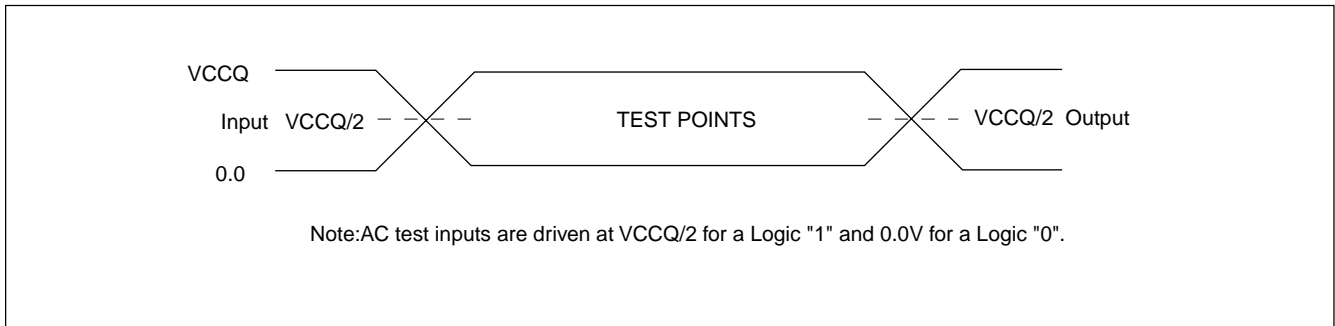 VCCQ
Input VCCQ/2 TEST POINTS VCCQ/2 Output
0.0
Note:AC test inputs are driven at VCCQ/2 for a Logic "1" and 0.0V for a Logic "0".